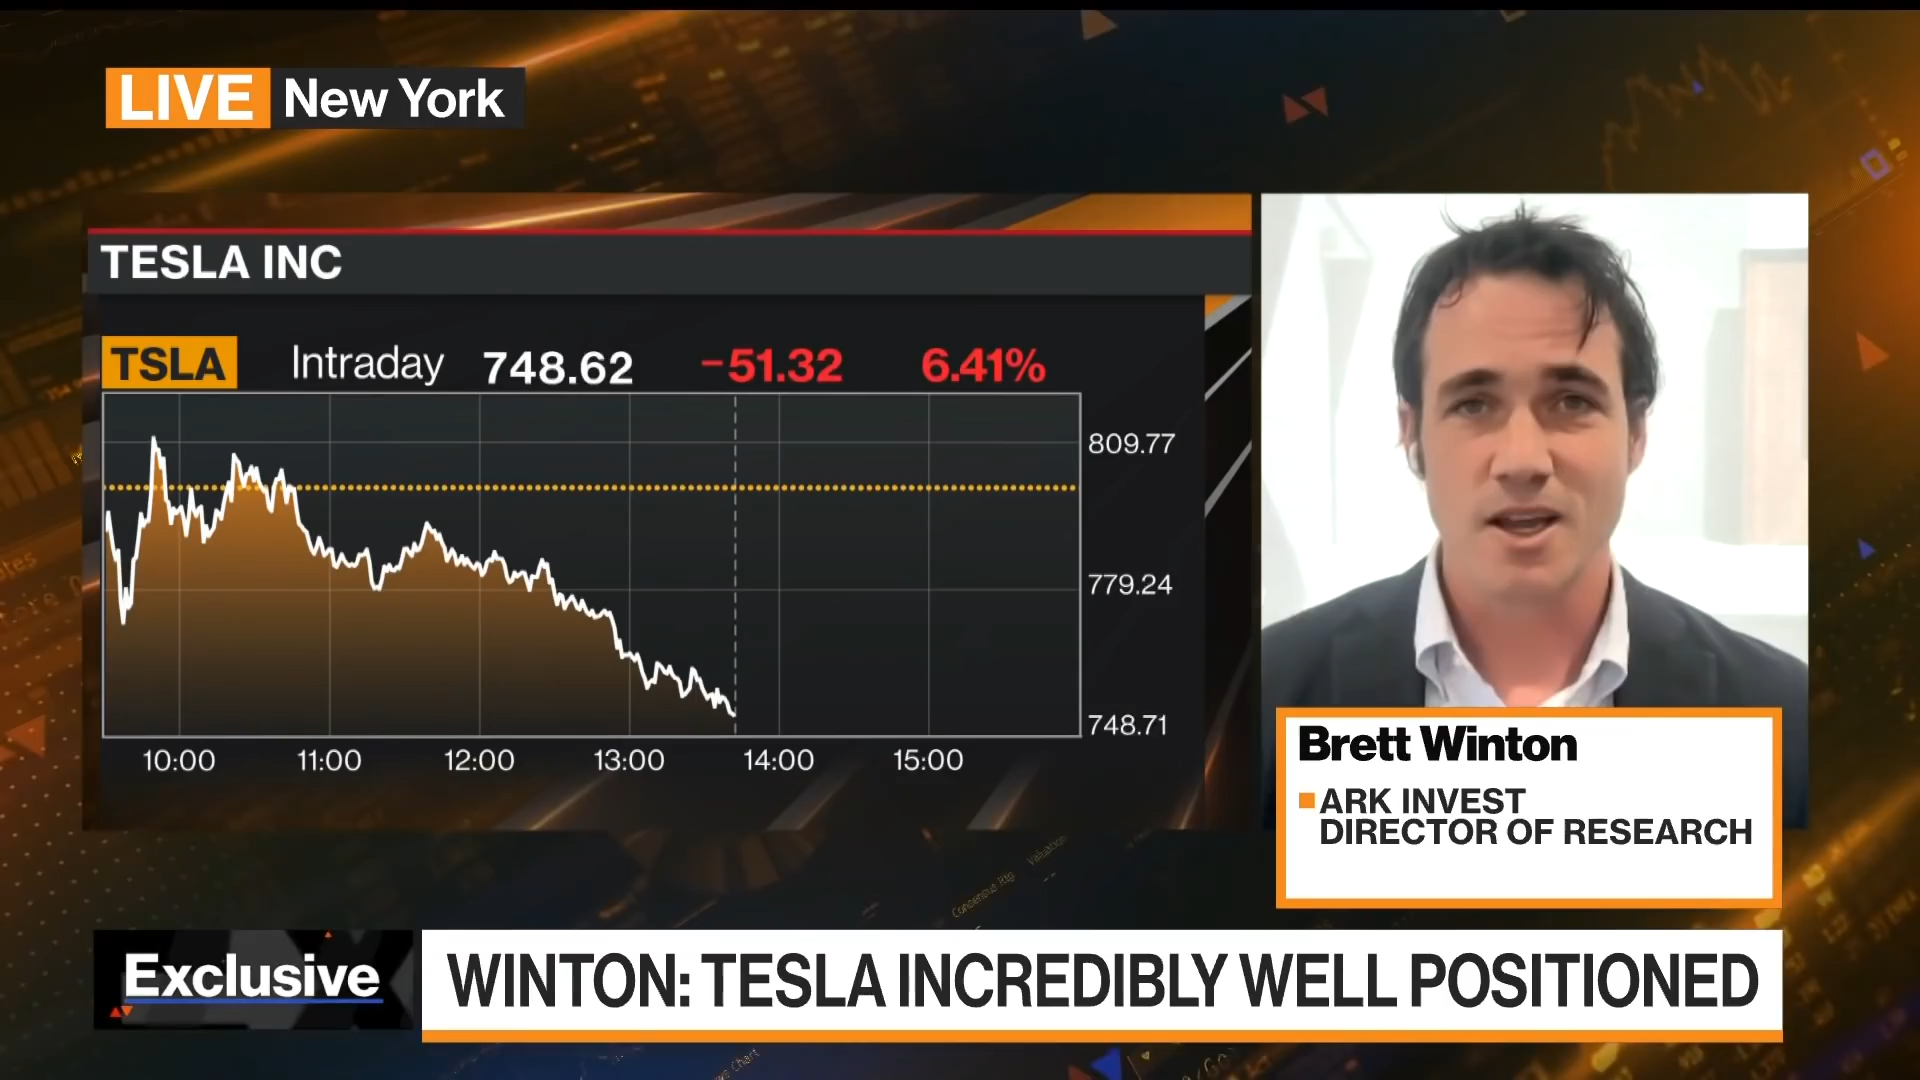 LIVE New York
TESLA INC
TSLA Intraday 748.62 −51.32 6.41%
809.77
779.24
748.71
10:00 11:00 12:00 13:00 14:00 15:00
Brett Winton
ARK INVEST
DIRECTOR OF RESEARCH
Valuation
Exclusive
WINTON: TESLA INCREDIBLY WELL POSITIONED